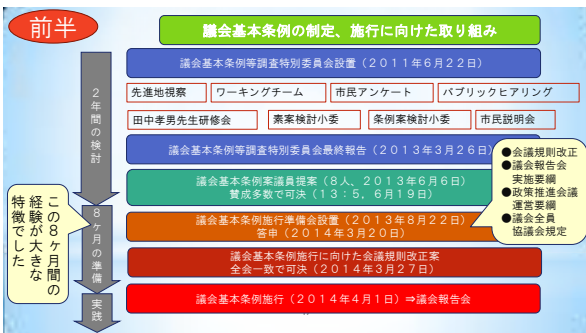 前半
議会基本条例の制定、施行に向けた取り組み
2年間の検討
議会基本条例等調査特別委員会設置（2011年6月22日）
先進地視察
ワーキングチーム
市民アンケート
パブリックヒアリング
田中孝男先生研修会
素案検討小委
条例案検討小委
市民説明会
議会基本条例等調査特別委員会最終報告（2013年3月26日）
議会基本条例案議員提案（8人、2013年6月6日）
賛成多数で可決（13：5，6月19日）
●会議規則改正
●議会報告会
実施要綱
●政策推進会議
運営要綱
●議会全員
協議会規定
この8ヶ月間の
経験が大きな
特徴でした
8ヶ月の準備
議会基本条例施行準備会設置（2013年8月22日）
答申（2014年3月20日）
議会基本条例施行に向けた会議規則改正案
全会一致で可決（2014年3月27日）
実践
議会基本条例施行（2014年4月1日）⇒議会報告会